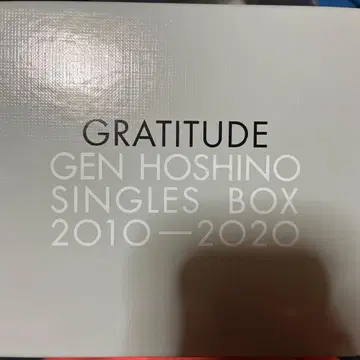 GRATITUDE
GEN HOSHINO
SINGLES BOX
2010—2020